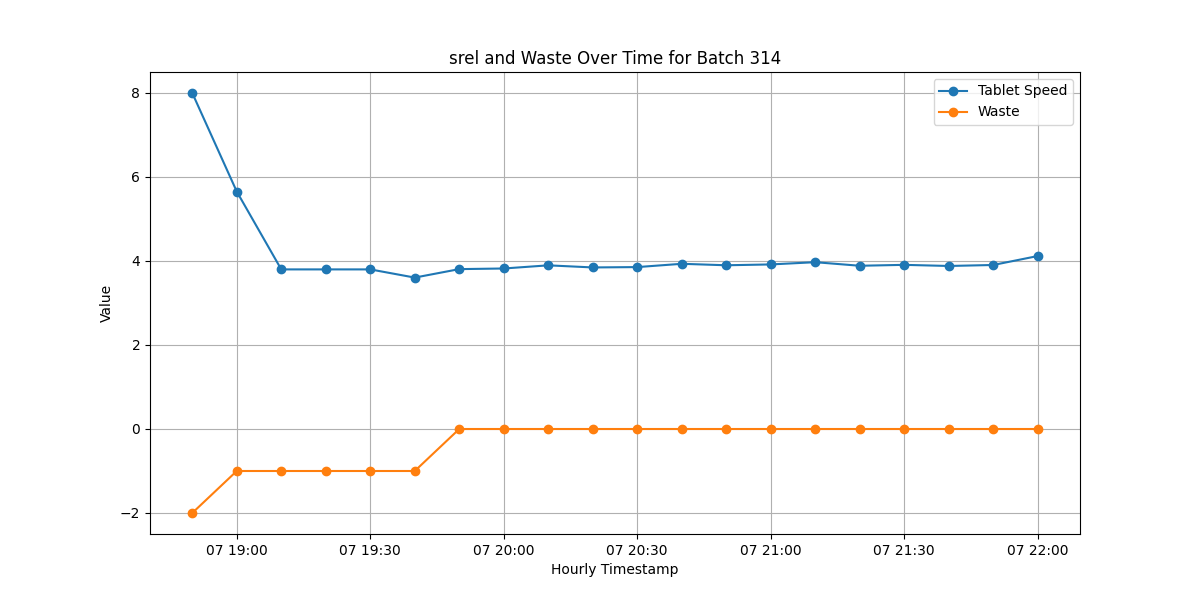 srel and Waste Over Time for Batch 314
Tablet Speed
Waste
8
6
4
2
0
−2
Value
07 19:00 07 19:30 07 20:00 07 20:30 07 21:00 07 21:30 07 22:00
Hourly Timestamp